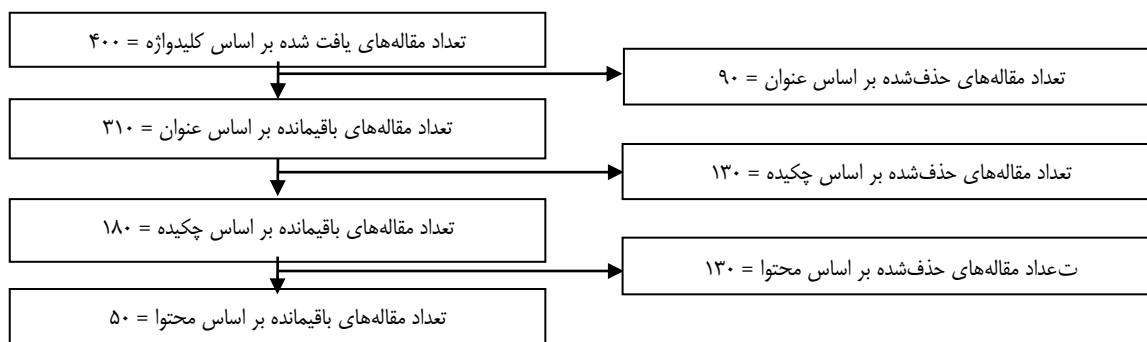 تعداد مقاله‌های یافت شده بر اساس کلیدواژه = ۴۰۰
تعداد مقاله‌های حذف‌شده بر اساس عنوان = ۹۰
تعداد مقاله‌های باقیمانده بر اساس عنوان = ۳۱۰
تعداد مقاله‌های حذف‌شده بر اساس چکیده = ۱۳۰
تعداد مقاله‌های باقیمانده بر اساس چکیده = ۱۸۰
ت‌عداد مقاله‌های حذف‌شده بر اساس محتوا = ۱۳۰
تعداد مقاله‌های باقیمانده بر اساس محتوا = ۵۰